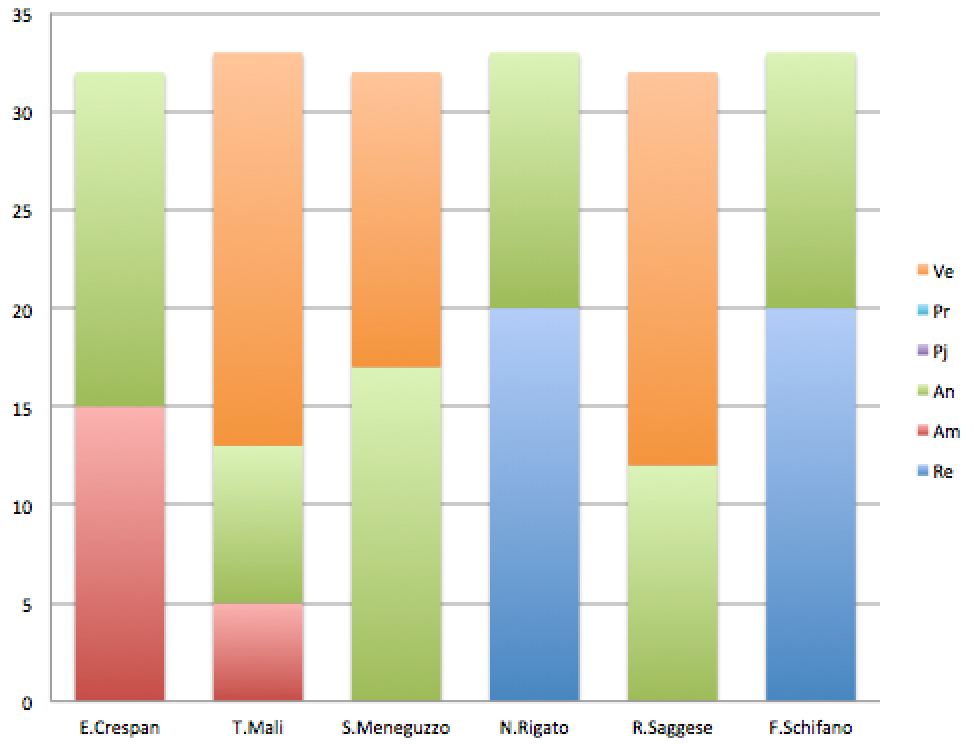 35
30
25
20
15
10
5
0
E.Crespan T.Mali S.Meneguzzo N.Rigato R.Saggese F.Schifano
Ve
Pr
Pj
An
Am
Re